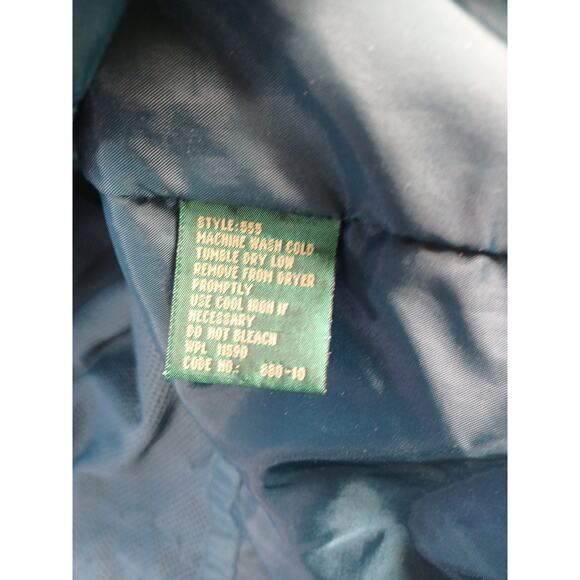 STYLE: 555
MACHINE WASH COLD
TUMBLE DRY LOW
REMOVE FROM DRYER
PROMPTLY
USE COOL IRON IF
NECESSARY
DO NOT BLEACH
WPL 11590
CODE NO.: 880-10